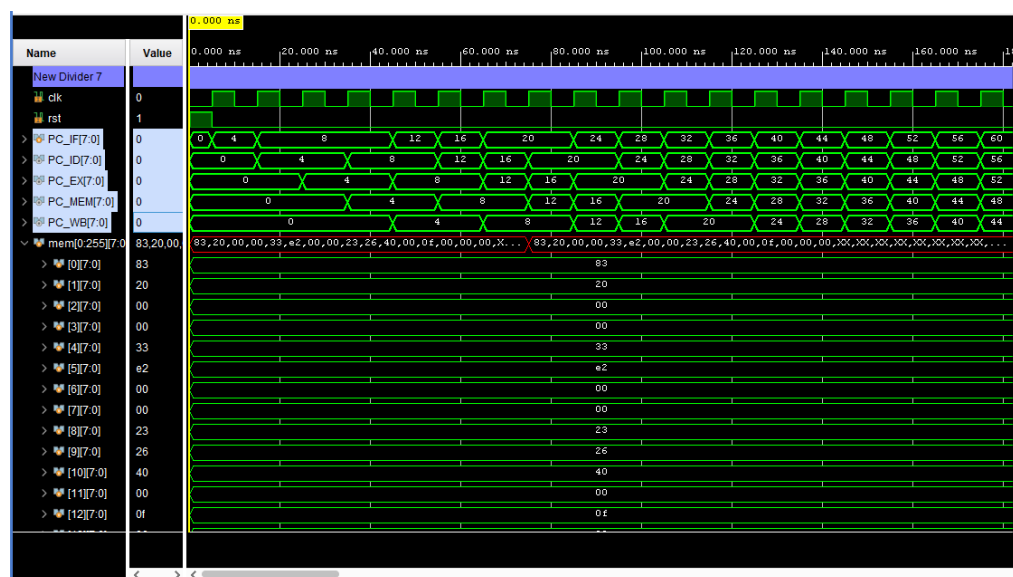 0.000 ns
Name Value 0.000 ns 20.000 ns 40.000 ns 60.000 ns 80.000 ns 100.000 ns 120.000 ns 140.000 ns 160.000 ns
New Divider 7
clk 0
rst 1
PC_IF[7:0] 0 0 4 8 12 16 20 24 28 32 36 40 44 48 52 56 60
PC_ID[7:0] 0 0 4 8 12 16 20 24 28 32 36 40 44 48 52 56
PC_EX[7:0] 0 0 4 8 12 16 20 24 28 32 36 40 44 48 52
PC_MEM[7:0] 0 0 4 8 12 16 20 24 28 32 36 40 44 48
PC_WB[7:0] 0 0 4 8 12 16 20 24 28 32 36 40 44
mem[0:255][7:0 83,20,00, 83,20,00,00,33,e2,00,00,23,26,40,00,0f,00,00,00,X... 83,20,00,00,33,e2,00,00,23,26,40,00,0f,00,00,00,XX,XX,XX,XX,XX,XX,XX,XX,...
[0][7:0] 83 83
[1][7:0] 20 20
[2][7:0] 00 00
[3][7:0] 00 00
[4][7:0] 33 33
[5][7:0] e2 e2
[6][7:0] 00 00
[7][7:0] 00 00
[8][7:0] 23 23
[9][7:0] 26 26
[10][7:0] 40 40
[11][7:0] 00 00
[12][7:0] 0f 0f